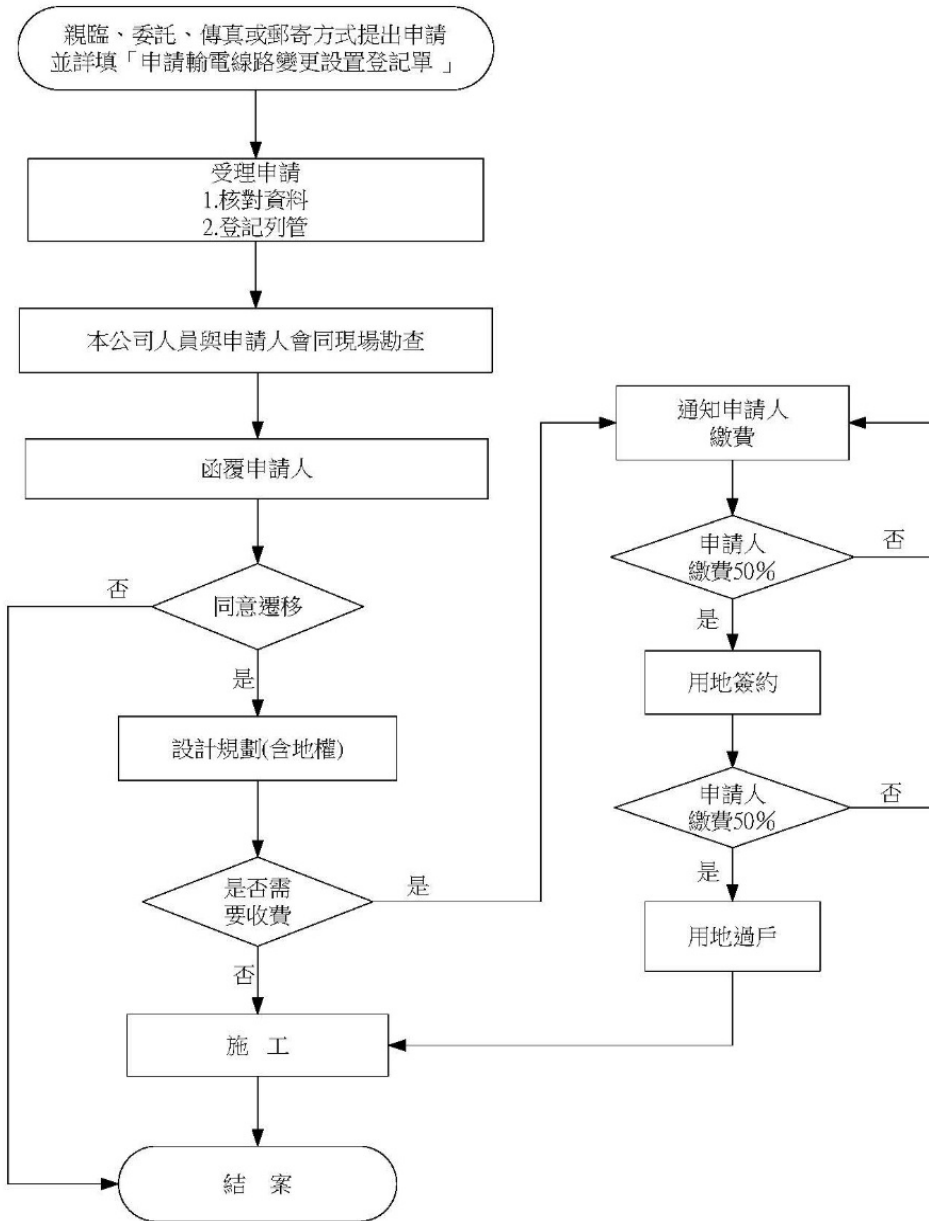 親臨、委託、傳真或郵寄方式提出申請
並詳填「申請輸電線路變更設置登記單 」
受理申請
1.核對資料
2.登記列管
本公司人員與申請人會同現場勘查
函覆申請人
否
同意遷移
是
設計規劃(含地權)
是否需
要收費
是
否
施　工
結　案
通知申請人
繳費
申請人
繳費50%
否
是
用地簽約
申請人
繳費50%
否
是
用地過戶